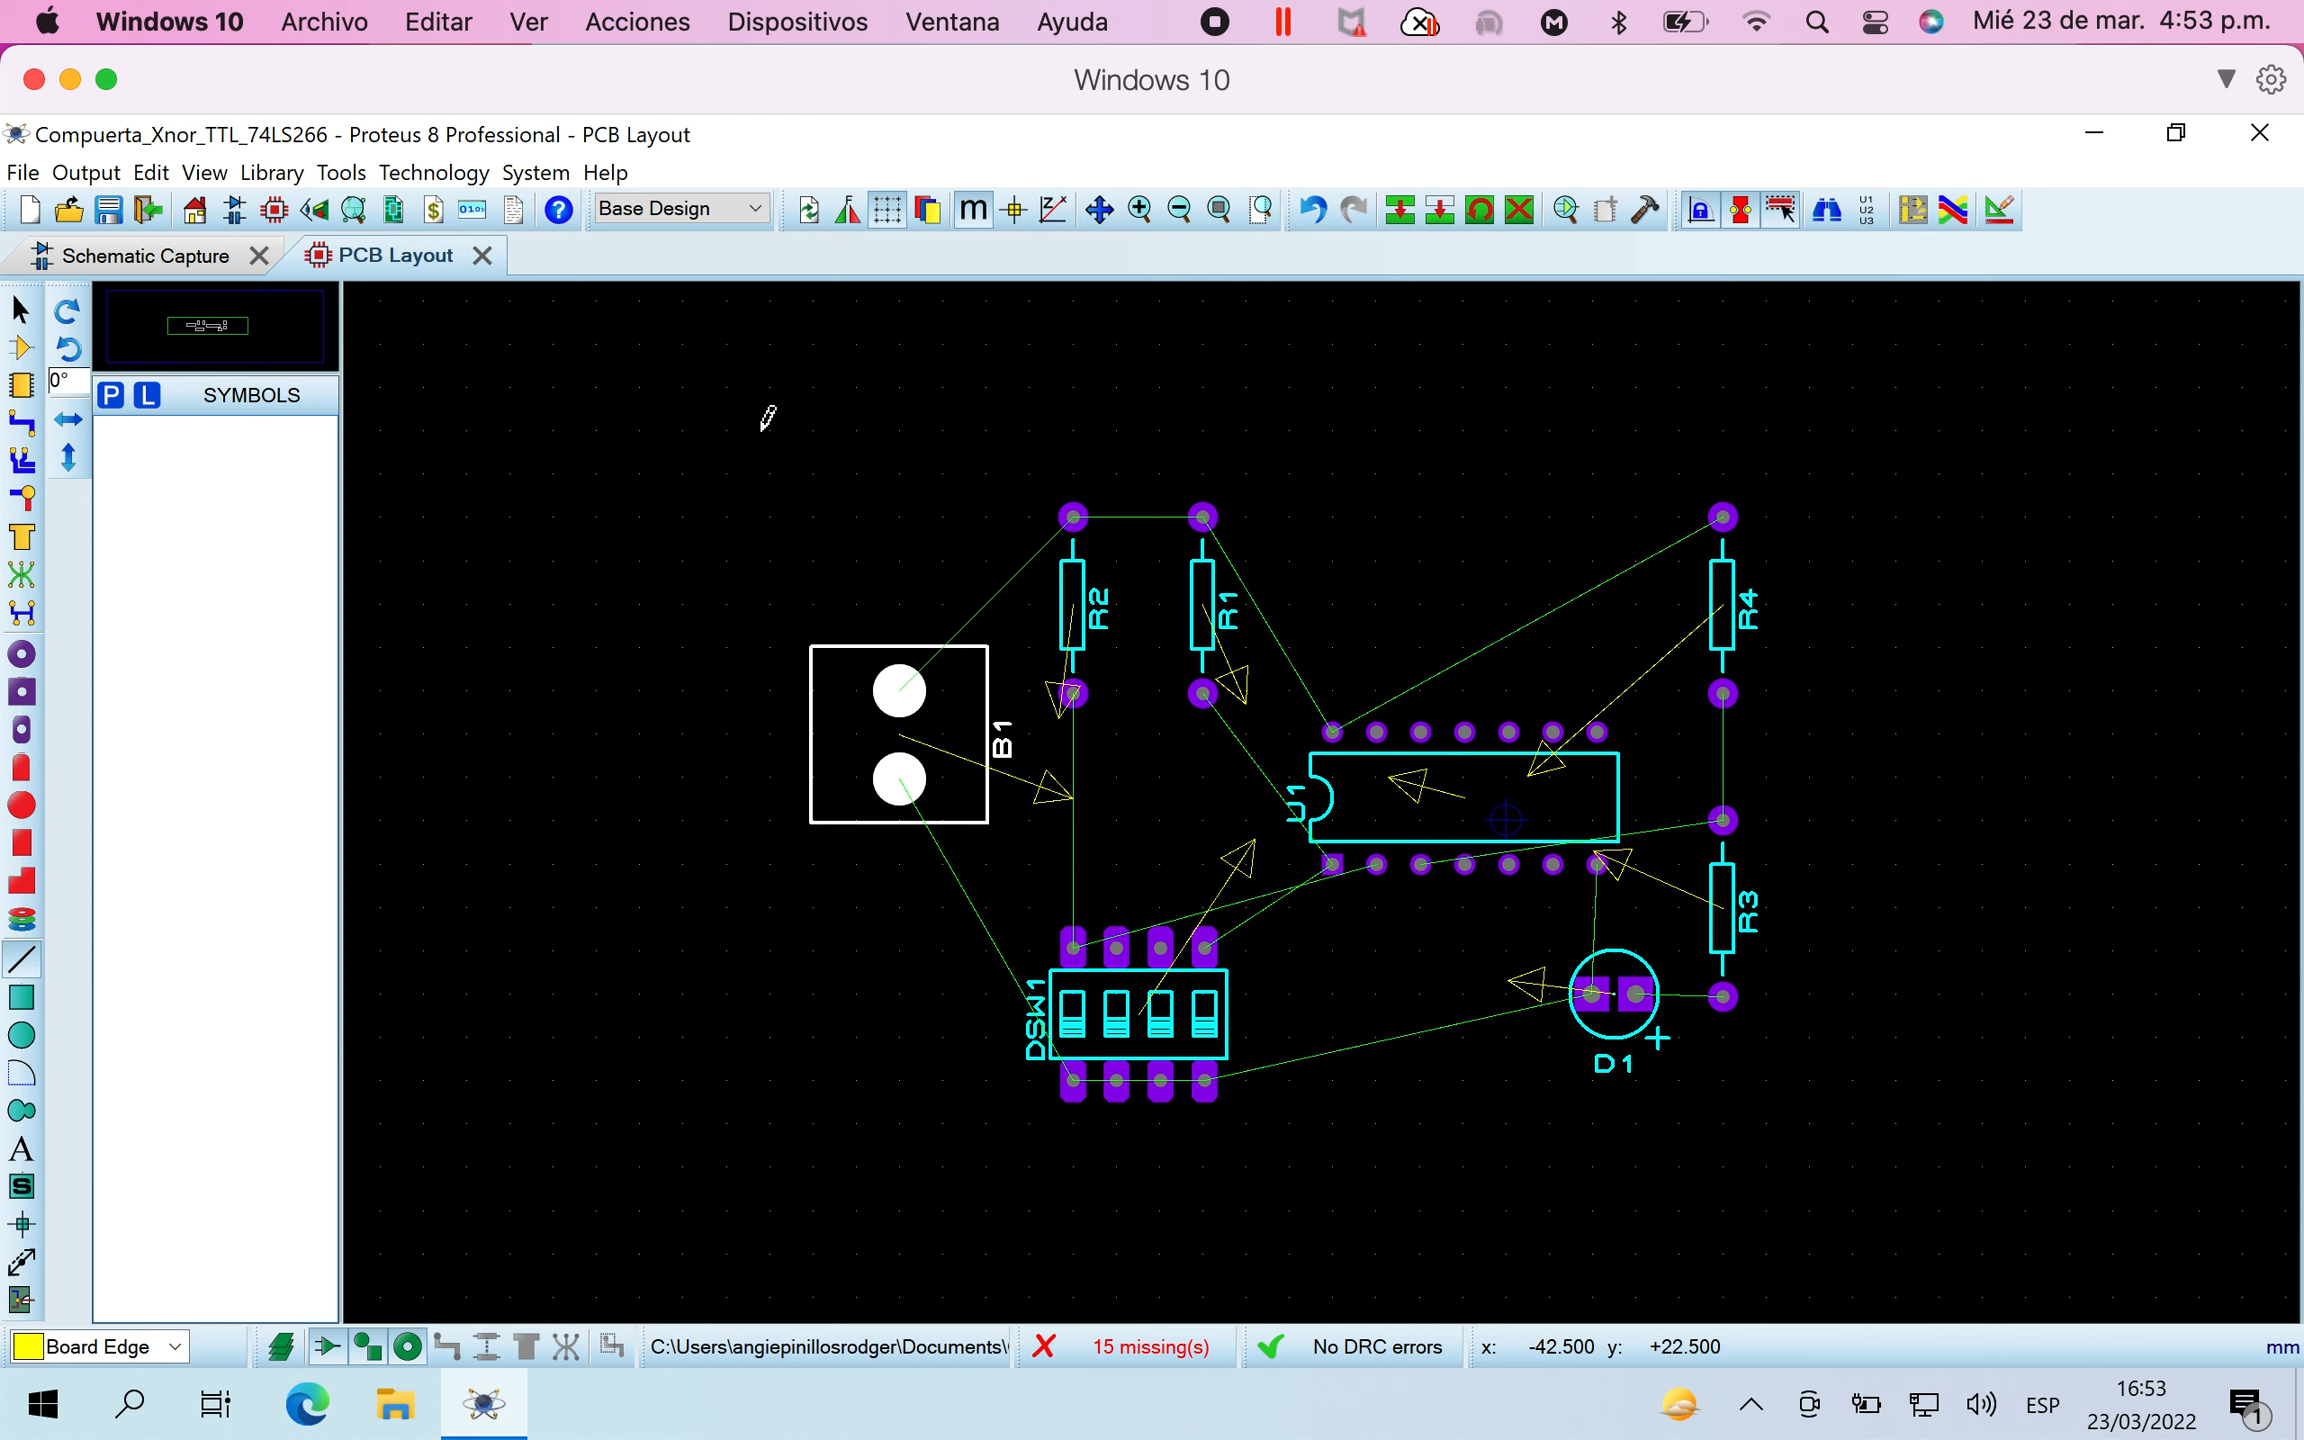 Windows 10 Archivo Editar Ver Acciones Dispositivos Ventana Ayuda Mié 23 de mar. 4:53 p.m.
Windows 10
Compuerta_Xnor_TTL_74LS266 - Proteus 8 Professional - PCB Layout
File Output Edit View Library Tools Technology System Help
Base Design
Schematic Capture PCB Layout
0°
P L SYMBOLS
R2
R1
R4
B1
U1
R3
DSW1
D1
Board Edge C:\Users\angiepinillosrodger\Documents\ 15 missing(s) No DRC errors x: -42.500 y: +22.500 mm
ESP 16:53
23/03/2022
1